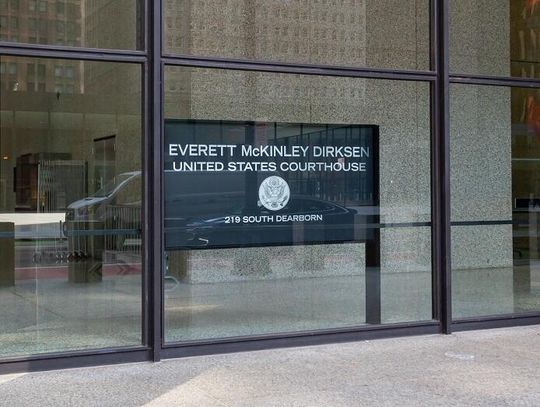 EVERETT McKINLEY DIRKSEN
UNITED STATES COURTHOUSE
219 SOUTH DEARBORN